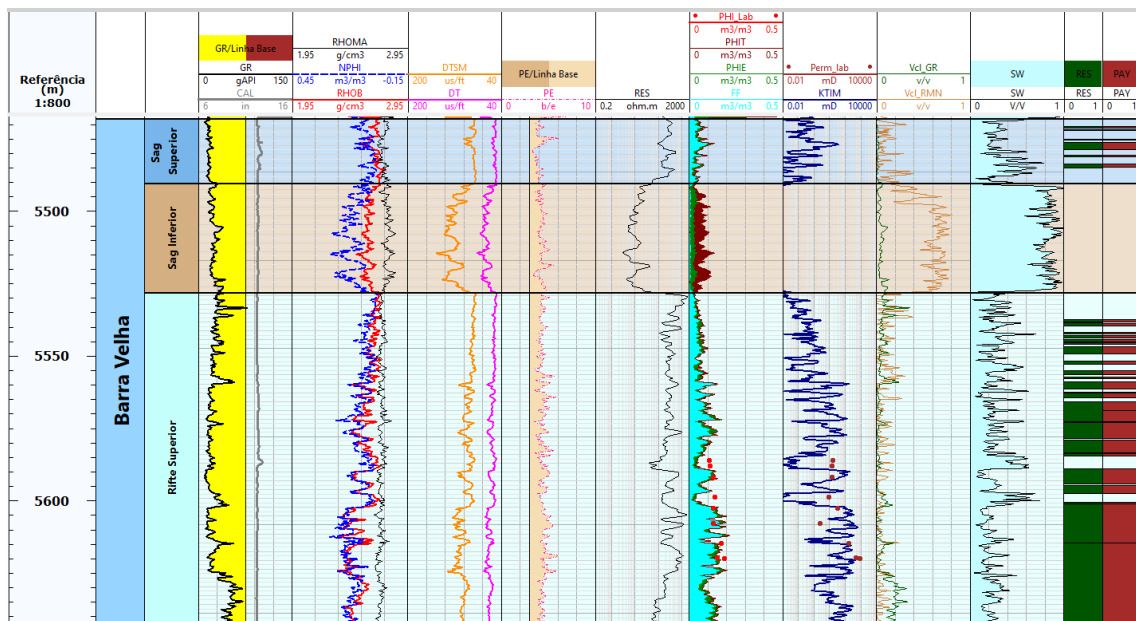 PHI_Lab
0 m3/m3 0.5
GR/Linha Base
RHOMA
1.95 g/cm3 2.95
PHIT
0 m3/m3 0.5
GR
0 gAPI 150
NPHI
0.45 m3/m3 -0.15
DTSM
200 us/ft 40
PE/Linha Base
PHIE
0 m3/m3 0.5
Perm_lab
0.01 mD 10000
Vcl_GR
0 v/v 1
SW
RES
PAY
Referência
(m)
1:800
CAL
6 in 16
RHOB
1.95 g/cm3 2.95
DT
200 us/ft 40
PE
0 b/e 10
RES
0.2 ohm.m 2000
FF
0 m3/m3 0.5
KTIM
0.01 mD 10000
Vcl_RMN
0 v/v 1
SW
0 V/V 1
RES
0 1
PAY
0 1
Barra Velha
Sag
Superior
5500
Sag Inferior
5550
Rifte Superior
5600